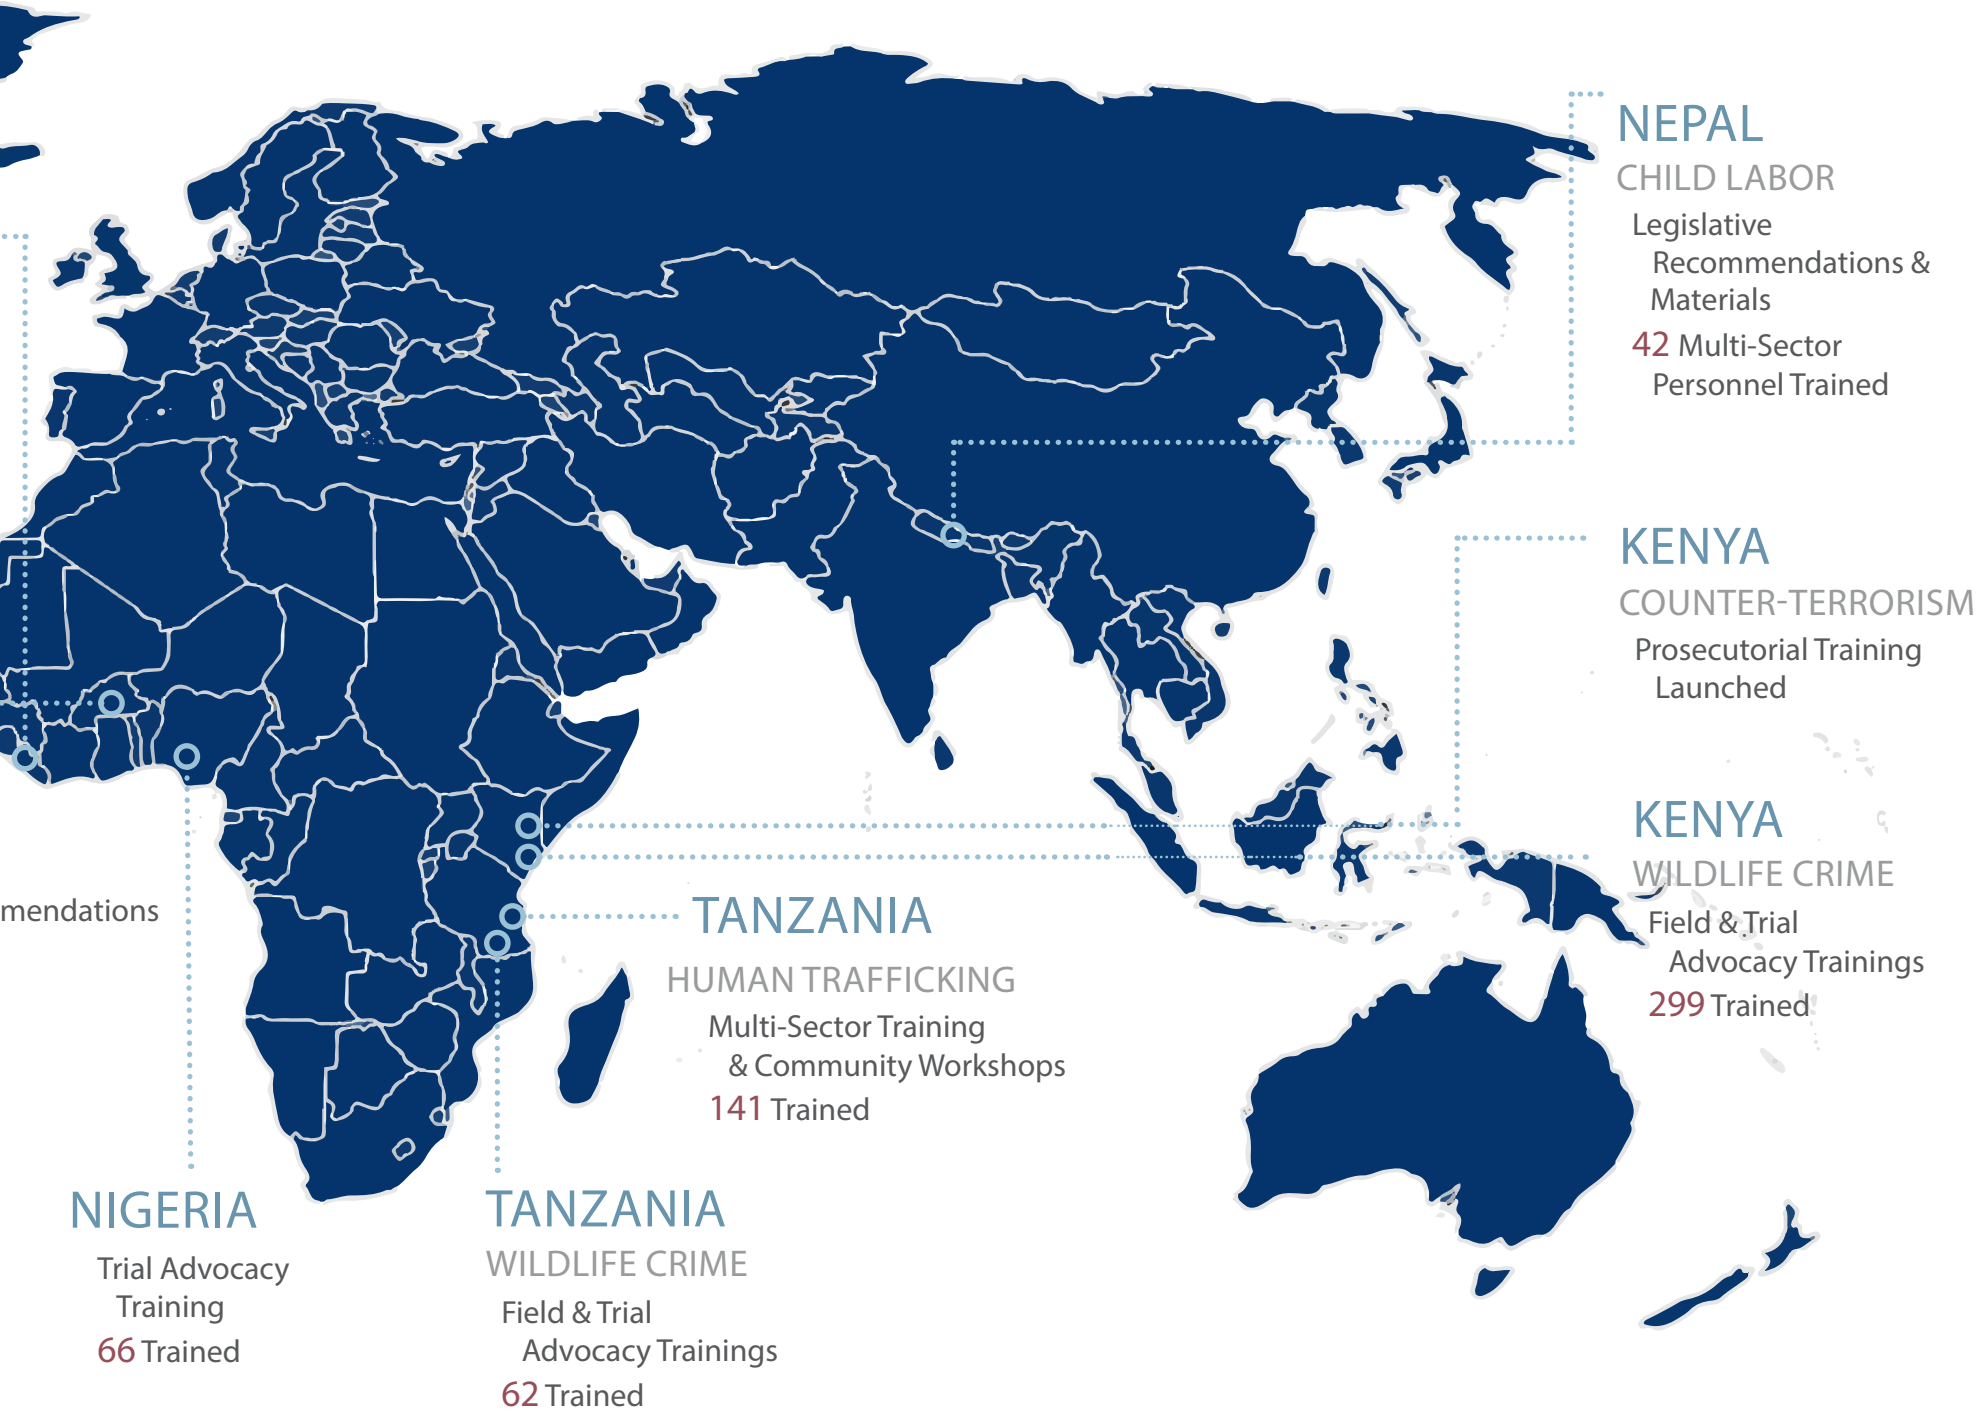 NEPAL
CHILD LABOR
Legislative
Recommendations &
Materials
42 Multi-Sector
Personnel Trained
KENYA
COUNTER-TERRORISM
Prosecutorial Training
Launched
KENYA
WILDLIFE CRIME
Field & Trial
Advocacy Trainings
299 Trained
mendations
TANZANIA
HUMAN TRAFFICKING
Multi-Sector Training
& Community Workshops
141 Trained
NIGERIA
Trial Advocacy
Training
66 Trained
TANZANIA
WILDLIFE CRIME
Field & Trial
Advocacy Trainings
62 Trained